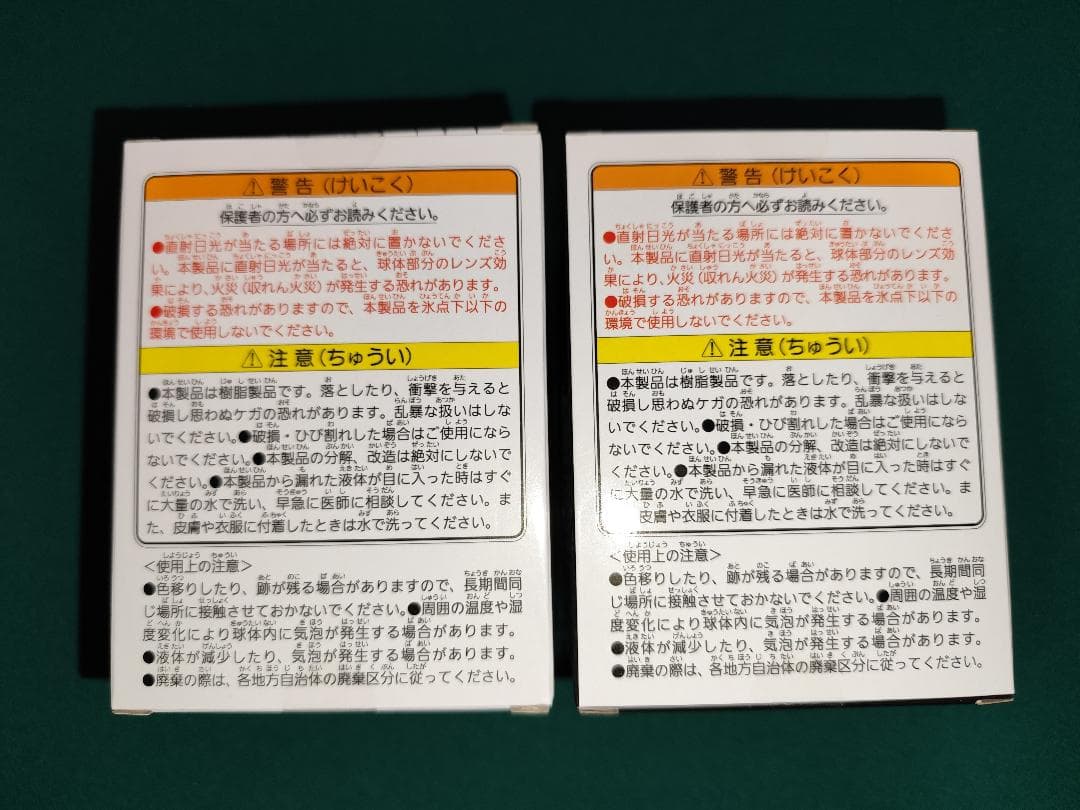 ⚠ 警告（けいこく）
保護者の方へ必ずお読みください。
●直射日光が当たる場所には絶対に置かないでくださ
い。本製品に直射日光が当たると、球体部分のレンズ効
果により、火災（収れん火災）が発生する恐れがあります。
●破損する恐れがありますので、本製品を氷点下以下の
環境で使用しないでください。
⚠ 注意（ちゅうい）
●本製品は樹脂製品です。落としたり、衝撃を与えると
破損し思わぬケガの恐れがあります。乱暴な扱いはしな
いでください。●破損・ひび割れした場合はご使用になら
ないでください。●本製品の分解、改造は絶対にしないで
ください。●本製品から漏れた液体が目に入った時はすぐ
に大量の水で洗い、早急に医師に相談してください。ま
た、皮膚や衣服に付着したときは水で洗ってください。
＜使用上の注意＞
●色移りしたり、跡が残る場合がありますので、長期間同
じ場所に接触させておかないでください。●周囲の温度や湿
度変化により球体内に気泡が発生する場合があります。
●液体が減少したり、気泡が発生する場合があります。
●廃棄の際は、各地方自治体の廃棄区分に従ってください。
⚠ 警告（けいこく）
保護者の方へ必ずお読みください。
●直射日光が当たる場所には絶対に置かないでくださ
い。本製品に直射日光が当たると、球体部分のレンズ効
果により、火災（収れん火災）が発生する恐れがあります。
●破損する恐れがありますので、本製品を氷点下以下の
環境で使用しないでください。
⚠ 注意（ちゅうい）
●本製品は樹脂製品です。落としたり、衝撃を与えると
破損し思わぬケガの恐れがあります。乱暴な扱いはしな
いでください。●破損・ひび割れした場合はご使用になら
ないでください。●本製品の分解、改造は絶対にしないで
ください。●本製品から漏れた液体が目に入った時はすぐ
に大量の水で洗い、早急に医師に相談してください。ま
皮膚や衣服に付着したときは水で洗ってください。
＜使用上の注意＞
●色移りしたり、跡が残る場合がありますので、長期間同
じ場所に接触させておかないでください。●周囲の温度や湿
度変化により球体内に気泡が発生する場合があります。
●液体が減少したり、気泡が発生する場合があります。
●廃棄の際は、各地方自治体の廃棄区分に従ってください。